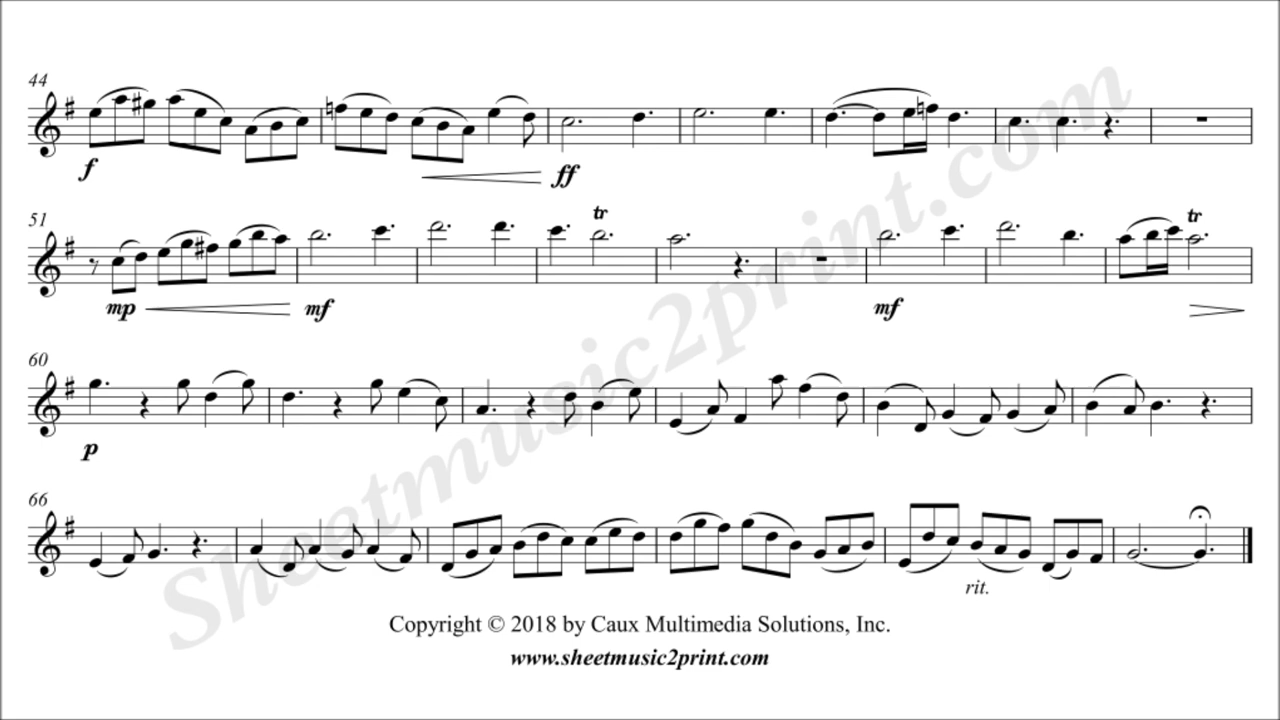 44
f
ff
51
tr
tr
mp
mf
mf
60
p
66
rit.
Sheetmusic2print.com
Copyright © 2018 by Caux Multimedia Solutions, Inc.
www.sheetmusic2print.com